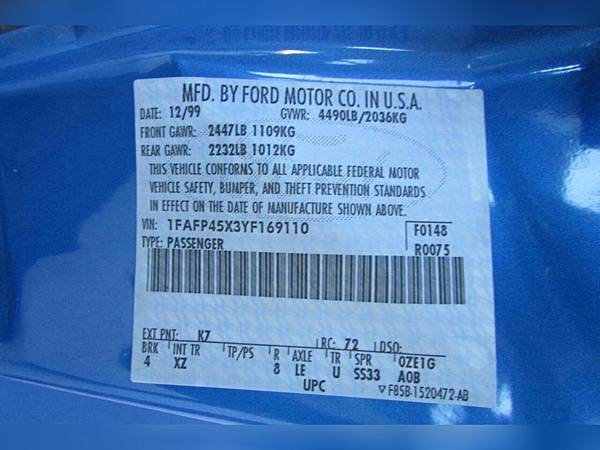 MFD. BY FORD MOTOR CO. IN U.S.A.
DATE: 12/99 GVWR: 4490LB/2036KG
FRONT GAWR: 2447LB 1109KG
REAR GAWR: 2232LB 1012KG
THIS VEHICLE CONFORMS TO ALL APPLICABLE FEDERAL MOTOR
VEHICLE SAFETY, BUMPER, AND THEFT PREVENTION STANDARDS
IN EFFECT ON THE DATE OF MANUFACTURE SHOWN ABOVE.
VIN: 1FAFP45X3YF169110 F0148
TYPE: PASSENGER R0075
EXT PNT: K7 RC: 72 DSO:
BRK INT TR TP/PS R AXLE TR SPR OZE1G
4 XZ 8 LE U SS33 AOB
UPC ▽F85B-1520472-AB